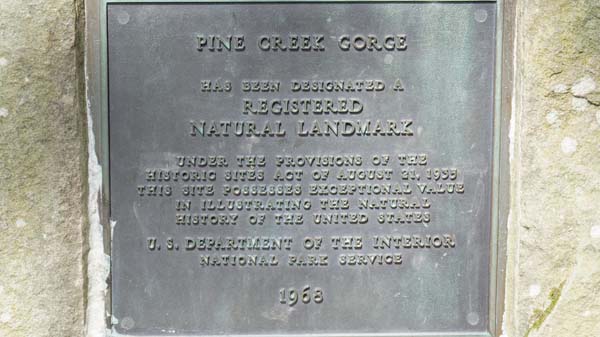 PINE CREEK GORGE
HAS BEEN DESIGNATED A
REGISTERED
NATURAL LANDMARK
UNDER THE PROVISIONS OF THE
HISTORIC SITES ACT OF AUGUST 21, 1935
THIS SITE POSSESSES EXCEPTIONAL VALUE
IN ILLUSTRATING THE NATURAL
HISTORY OF THE UNITED STATES
U. S. DEPARTMENT OF THE INTERIOR
NATIONAL PARK SERVICE
1968